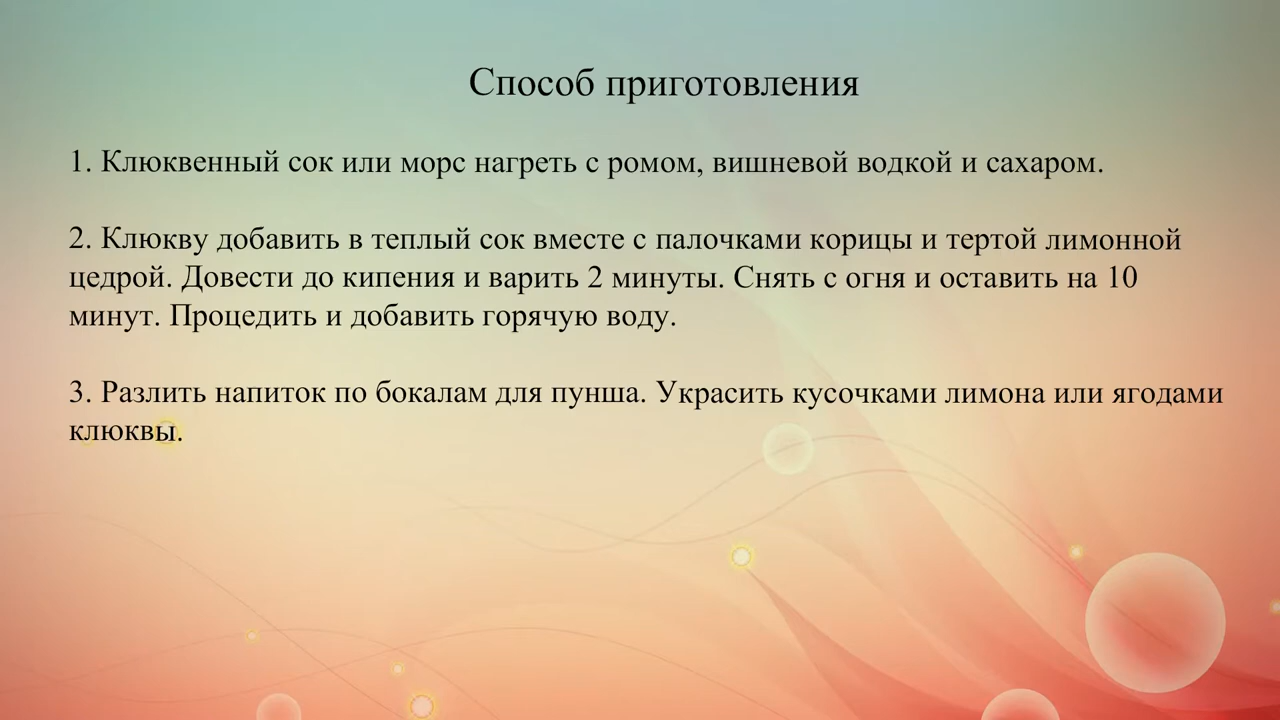 Способ приготовления
1. Клюквенный сок или морс нагреть с ромом, вишневой водкой и сахаром.
2. Клюкву добавить в теплый сок вместе с палочками корицы и тертой лимонной
цедрой. Довести до кипения и варить 2 минуты. Снять с огня и оставить на 10
минут. Процедить и добавить горячую воду.
3. Разлить напиток по бокалам для пунша. Украсить кусочками лимона или ягодами
клюквы.